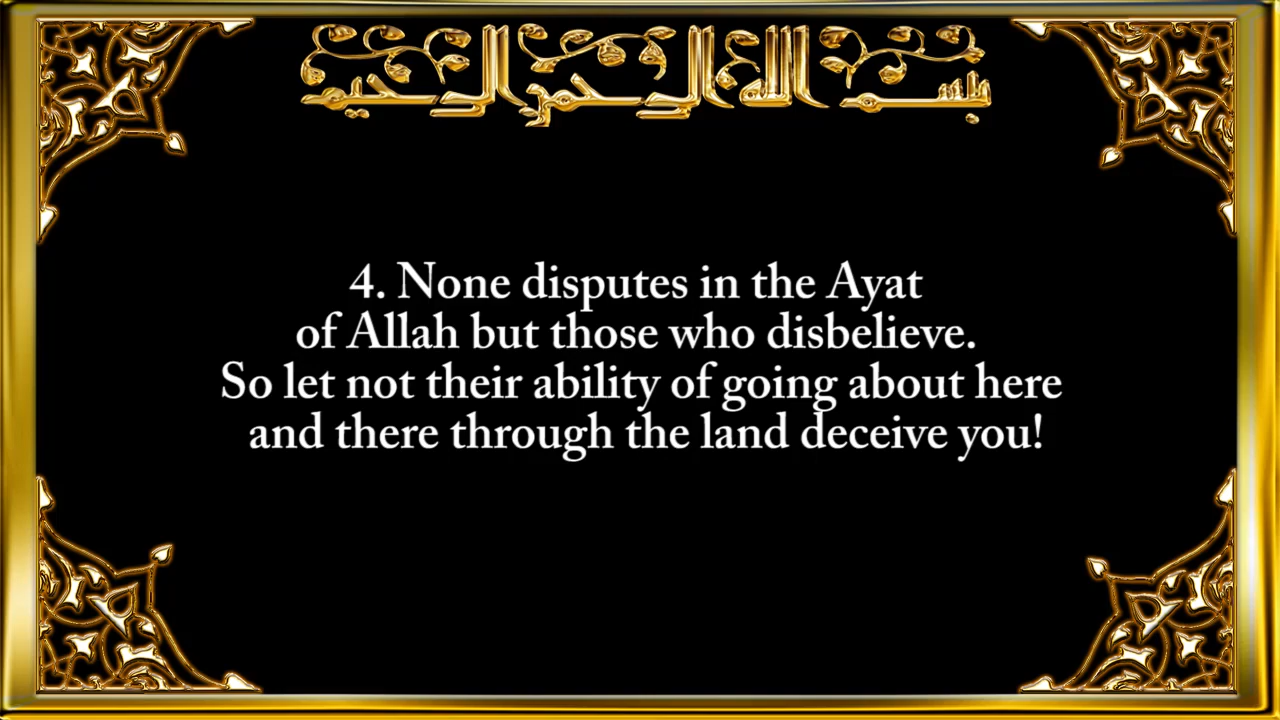 بسم الله الرحمن الرحيم
4. None disputes in the Ayat
of Allah but those who disbelieve.
So let not their ability of going about here
and there through the land deceive you!